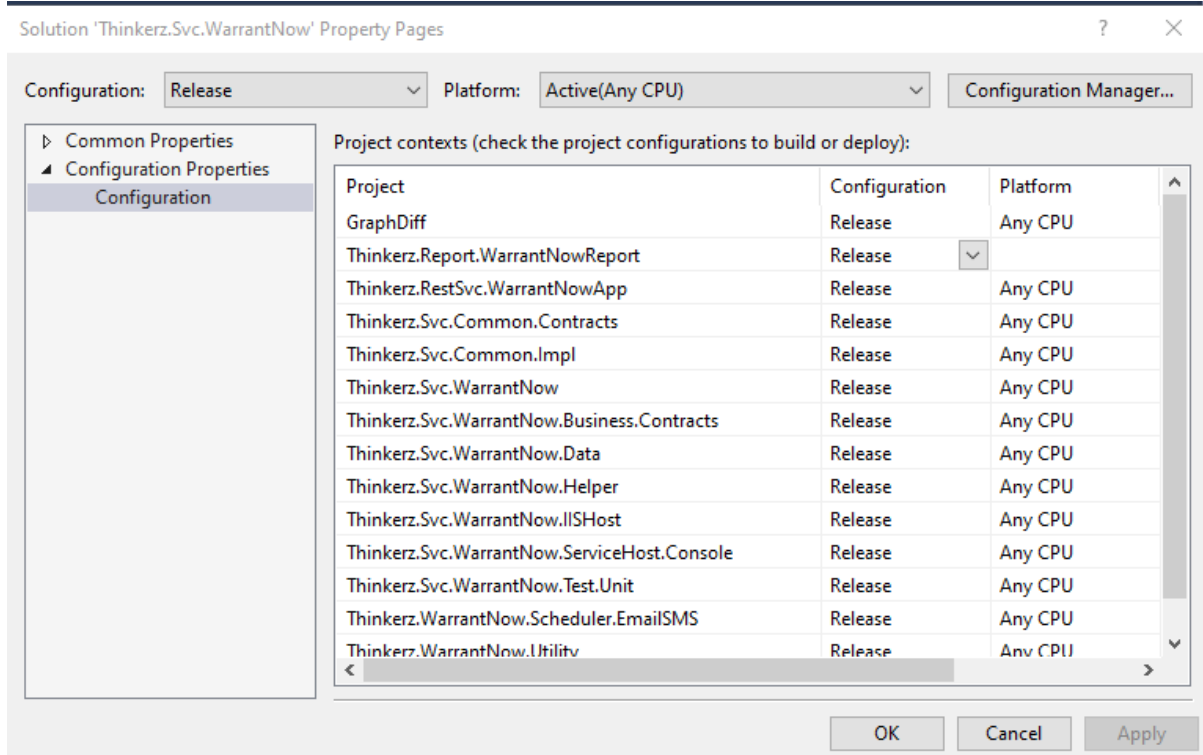 Solution 'Thinkerz.Svc.WarrantNow' Property Pages ?
Configuration: Release Platform: Active(Any CPU) Configuration Manager...
Common Properties
Configuration Properties
Configuration
Project contexts (check the project configurations to build or deploy):
Project Configuration Platform
GraphDiff Release Any CPU
Thinkerz.Report.WarrantNowReport Release
Thinkerz.RestSvc.WarrantNowApp Release Any CPU
Thinkerz.Svc.Common.Contracts Release Any CPU
Thinkerz.Svc.Common.Impl Release Any CPU
Thinkerz.Svc.WarrantNow Release Any CPU
Thinkerz.Svc.WarrantNow.Business.Contracts Release Any CPU
Thinkerz.Svc.WarrantNow.Data Release Any CPU
Thinkerz.Svc.WarrantNow.Helper Release Any CPU
Thinkerz.Svc.WarrantNow.IISHost Release Any CPU
Thinkerz.Svc.WarrantNow.ServiceHost.Console Release Any CPU
Thinkerz.Svc.WarrantNow.Test.Unit Release Any CPU
Thinkerz.WarrantNow.Scheduler.EmailSMS Release Any CPU
Thinkerz.WarrantNow.Utility Release Any CPU
OK Cancel Apply